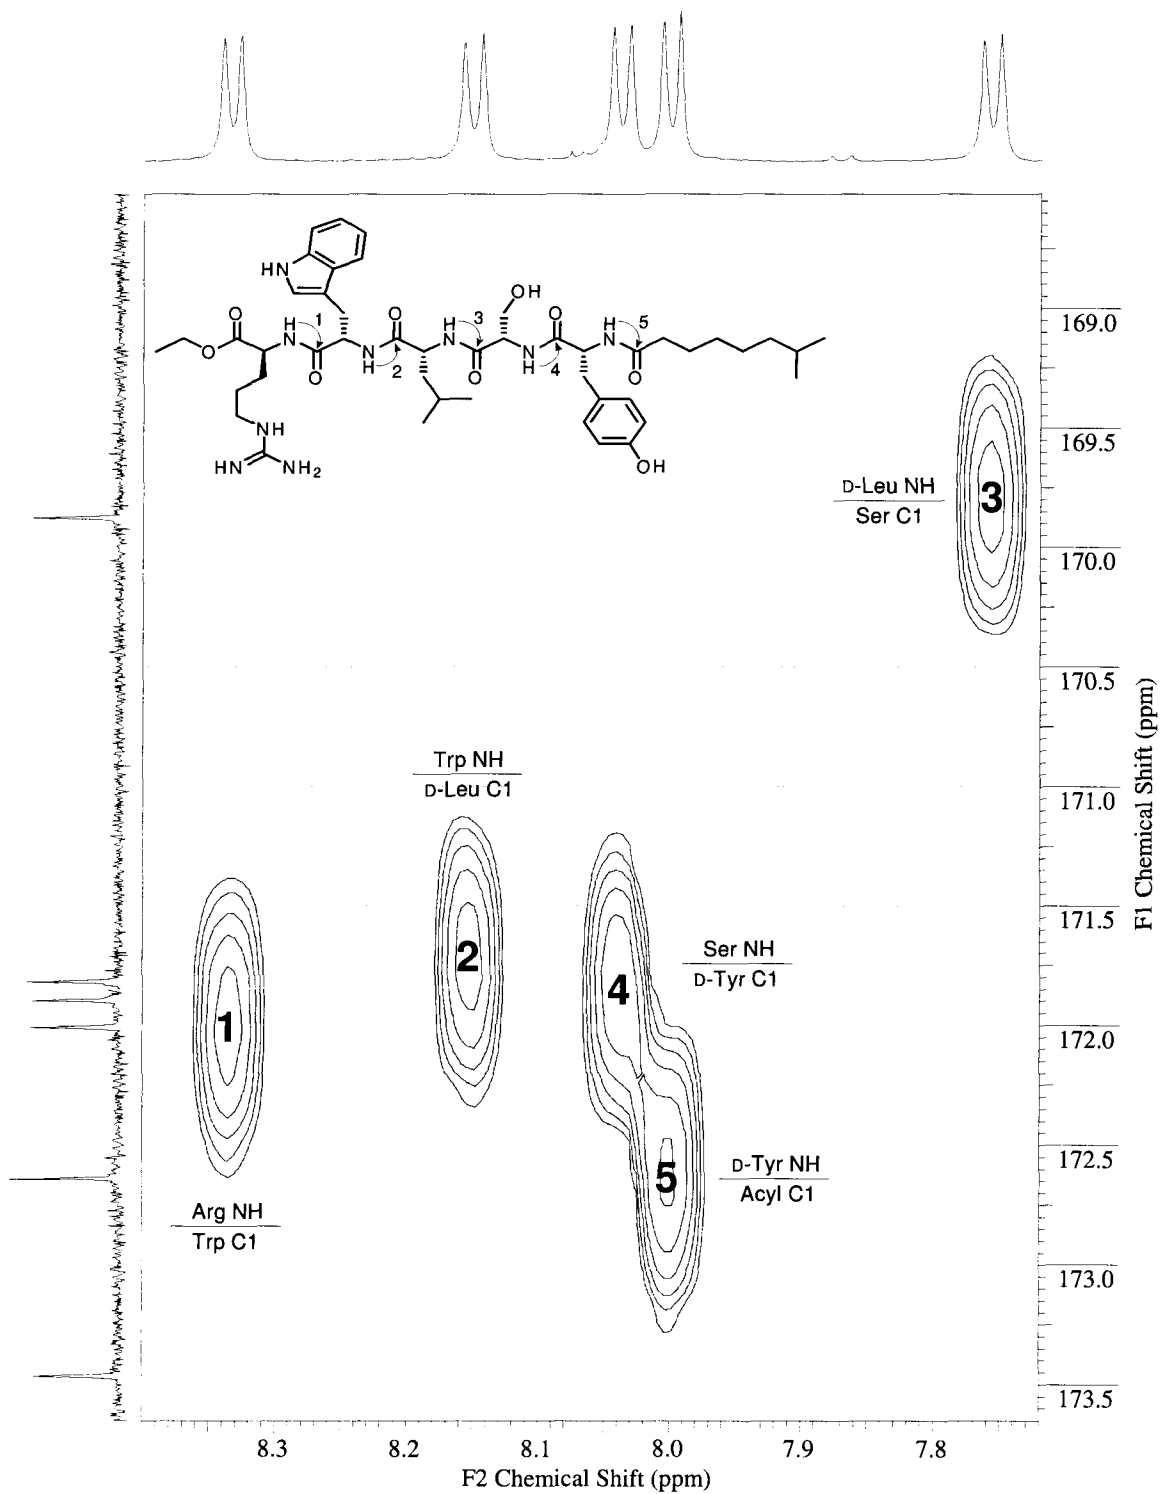 HN
OH
O
H
N
1
O
H
N
3
O
H
N
5
O
O
N
H
2
O
N
H
4
O
NH
HN
NH2
OH
169.0
169.5
D-Leu NH
Ser C1
3
170.0
170.5
Trp NH
D-Leu C1
171.0
171.5
2
Ser NH
D-Tyr C1
4
1
172.0
172.5
D-Tyr NH
Acyl C1
5
Arg NH
Trp C1
173.0
173.5
F1 Chemical Shift (ppm)
8.3 8.2 8.1 8.0 7.9 7.8
F2 Chemical Shift (ppm)